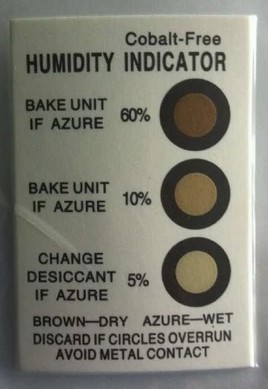 Cobalt-Free
HUMIDITY INDICATOR
BAKE UNIT
IF AZURE
60%
BAKE UNIT
IF AZURE
10%
CHANGE
DESICCANT
IF AZURE
5%
BROWN—DRY AZURE—WET
DISCARD IF CIRCLES OVERRUN
AVOID METAL CONTACT